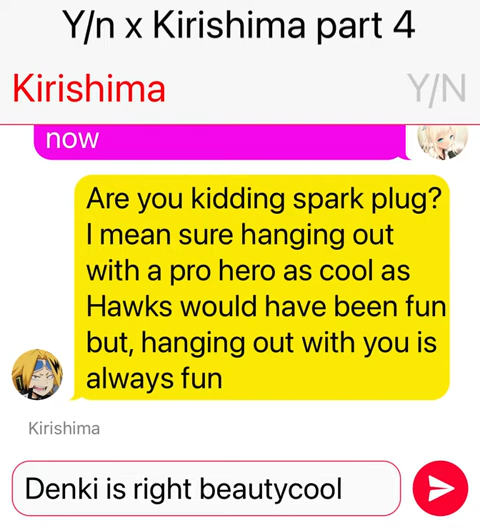 Y/n x Kirishima part 4
Kirishima Y/N
now
Are you kidding spark plug?
I mean sure hanging out
with a pro hero as cool as
Hawks would have been fun
but, hanging out with you is
always fun
Kirishima
Denki is right beautycool